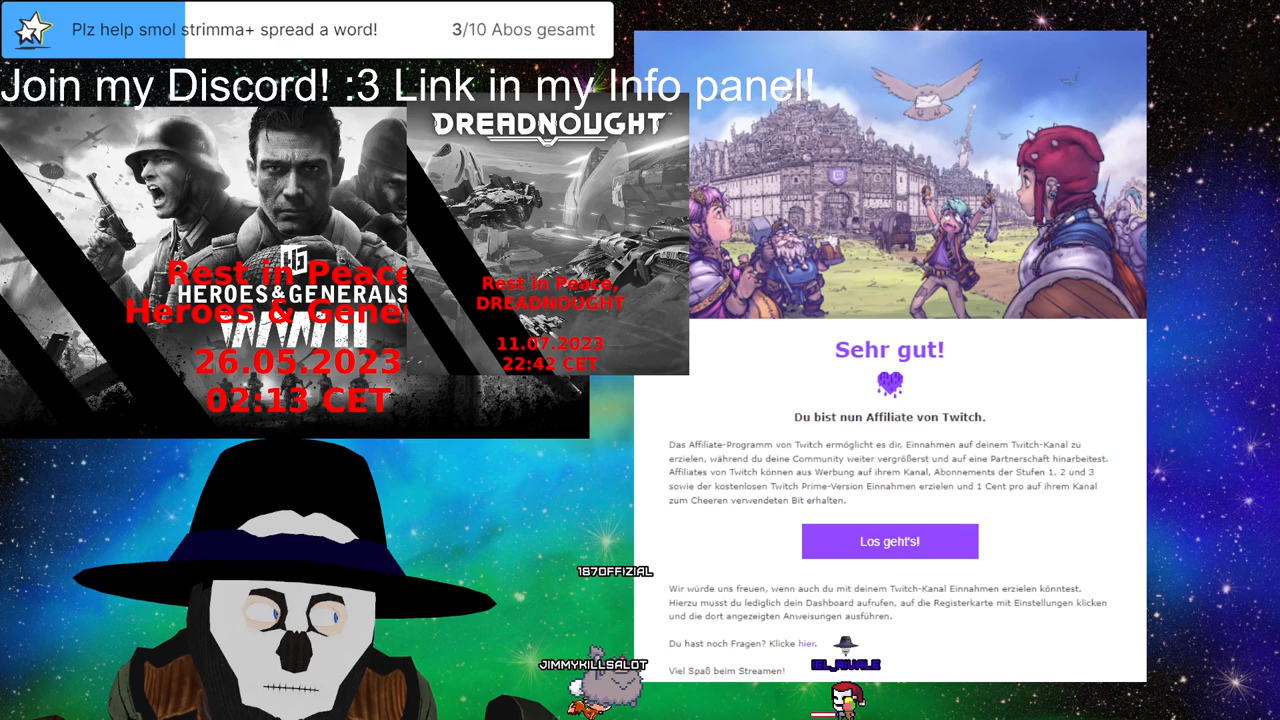 Plz help smol strimma+ spread a word!
3/10 Abos gesamt
Join my Discord! :3 Link in my Info panel!
DREADNOUGHT
Rest in Peace
HEROES&GENERALS
Heroes & Gene
WWII
26.05.2023
02:13 CET
Rest in Peace,
DREADNOUGHT
11.07.2023
22:42 CET
Sehr gut!
Du bist nun Affiliate von Twitch.
Das Affiliate-Programm von Twitch ermöglicht es dir, Einnahmen auf deinem Twitch-Kanal zu
erzielen, während du deine Community weiter vergrößerst und auf eine Partnerschaft hinarbeitest.
Affiliates von Twitch können aus Werbung auf ihrem Kanal, Abonnements der Stufen 1, 2 und 3
sowie der kostenlosen Twitch Prime-Version Einnahmen erzielen und 1 Cent pro auf ihrem Kanal
zum Cheeren verwendeten Bit erhalten.
Los geht's!
Wir würde uns freuen, wenn auch du mit deinem Twitch-Kanal Einnahmen erzielen könntest.
Hierzu musst du lediglich dein Dashboard aufrufen, auf die Registerkarte mit Einstellungen klicken
und die dort angezeigten Anweisungen ausführen.
Du hast noch Fragen? Klicke hier.
Viel Spaß beim Streamen!
187OFFIZIAL
JIMMYKILLSALOT